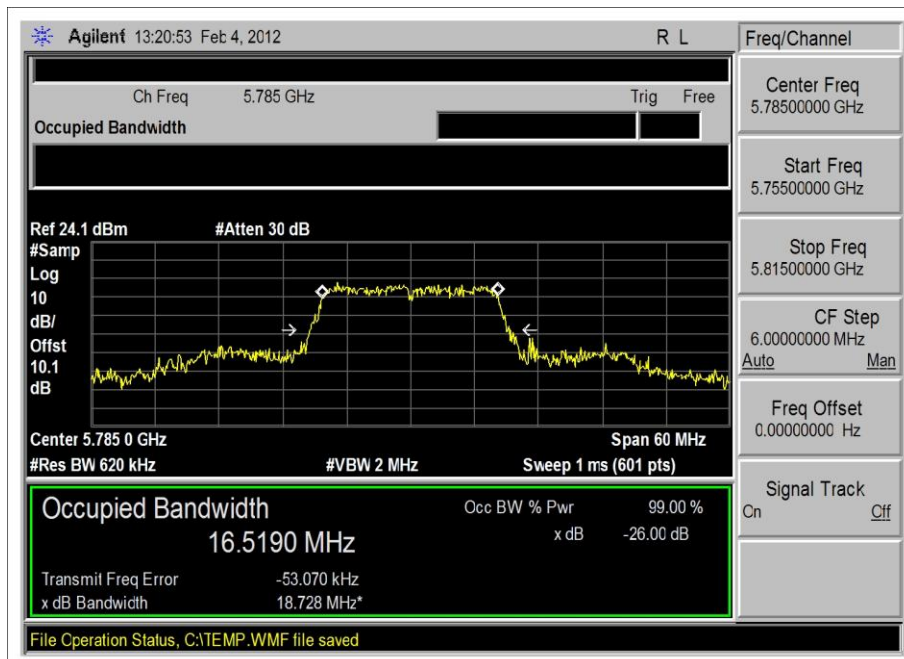 Agilent 13:20:53 Feb 4, 2012 R L
Freq/Channel
Ch Freq 5.785 GHz Trig Free
Occupied Bandwidth
Center Freq
5.78500000 GHz
Start Freq
5.75500000 GHz
Stop Freq
5.81500000 GHz
CF Step
6.00000000 MHz
Auto Man
Freq Offset
0.00000000 Hz
Signal Track
On Off
Ref 24.1 dBm #Atten 30 dB
#Samp
Log
10
dB/
Offst
10.1
dB
Center 5.785 0 GHz Span 60 MHz
#Res BW 620 kHz #VBW 2 MHz Sweep 1 ms (601 pts)
Occupied Bandwidth
16.5190 MHz
Occ BW % Pwr 99.00 %
x dB -26.00 dB
Transmit Freq Error -53.070 kHz
x dB Bandwidth 18.728 MHz*
File Operation Status, C:\TEMP.WMF file saved